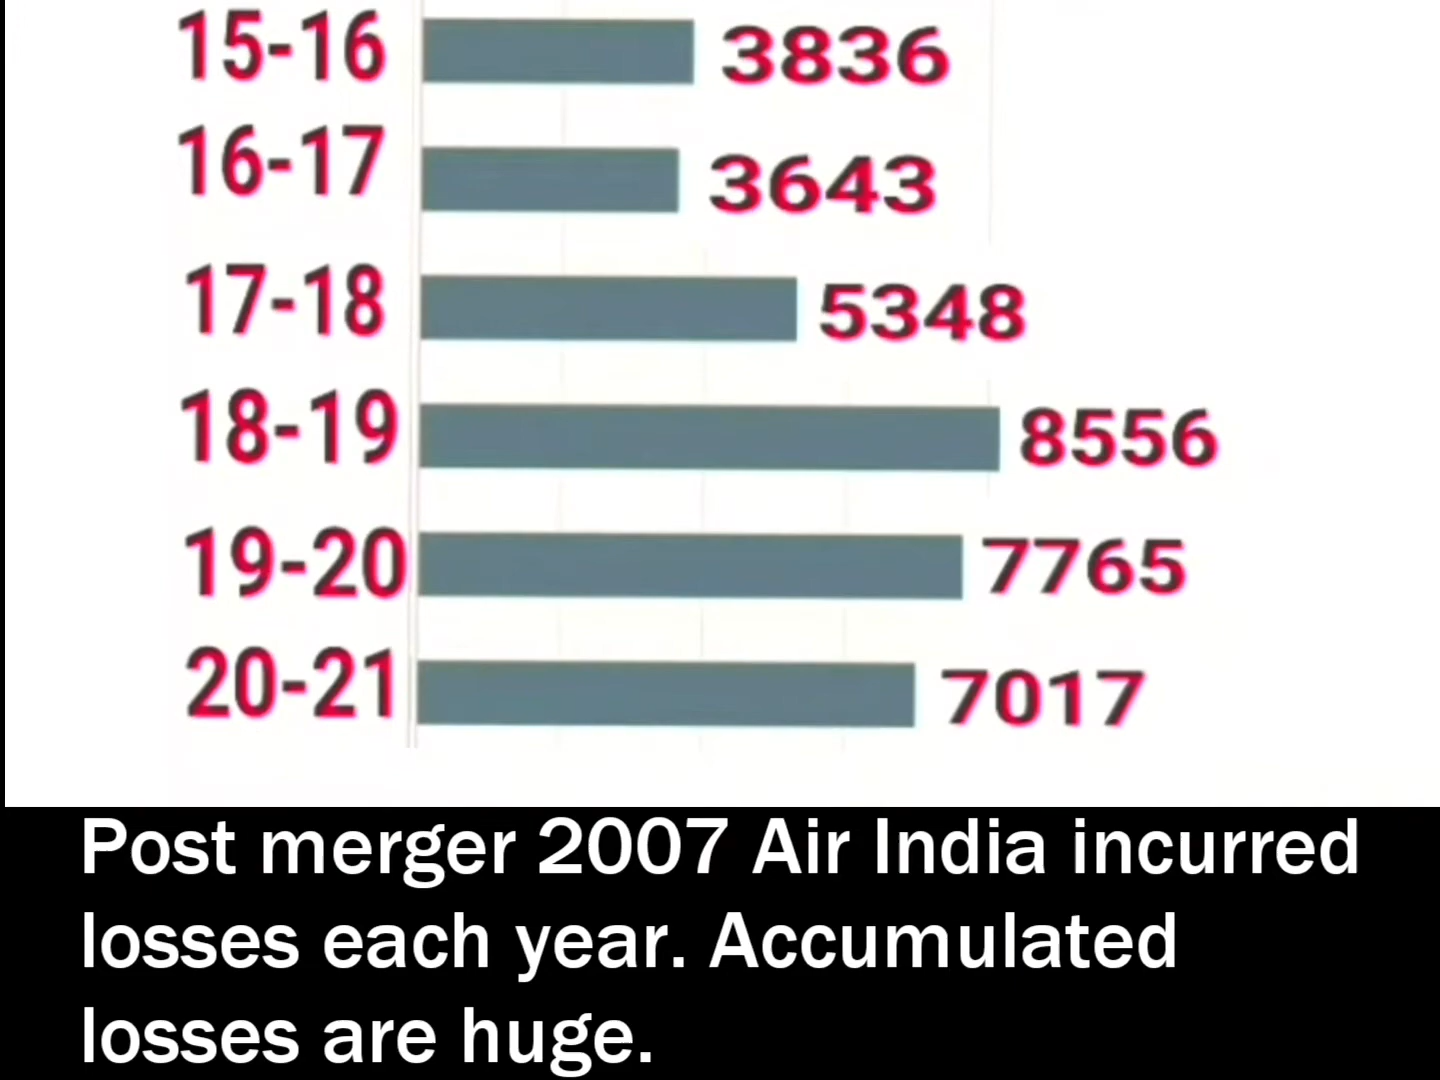 15-16 3836
16-17 3643
17-18 5348
18-19 8556
19-20 7765
20-21 7017
Post merger 2007 Air India incurred
losses each year. Accumulated
losses are huge.